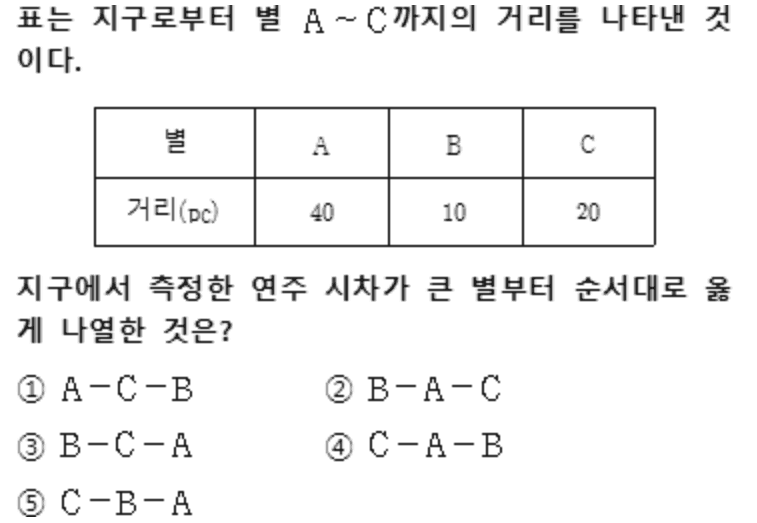 표는 지구로부터 별 A ~ C까지의 거리를 나타낸 것
이다.
별 A B C
거리(pc) 40 10 20
지구에서 측정한 연주 시차가 큰 별부터 순서대로 옳
게 나열한 것은?
① A－C－B ② B－A－C
③ B－C－A ④ C－A－B
⑤ C－B－A